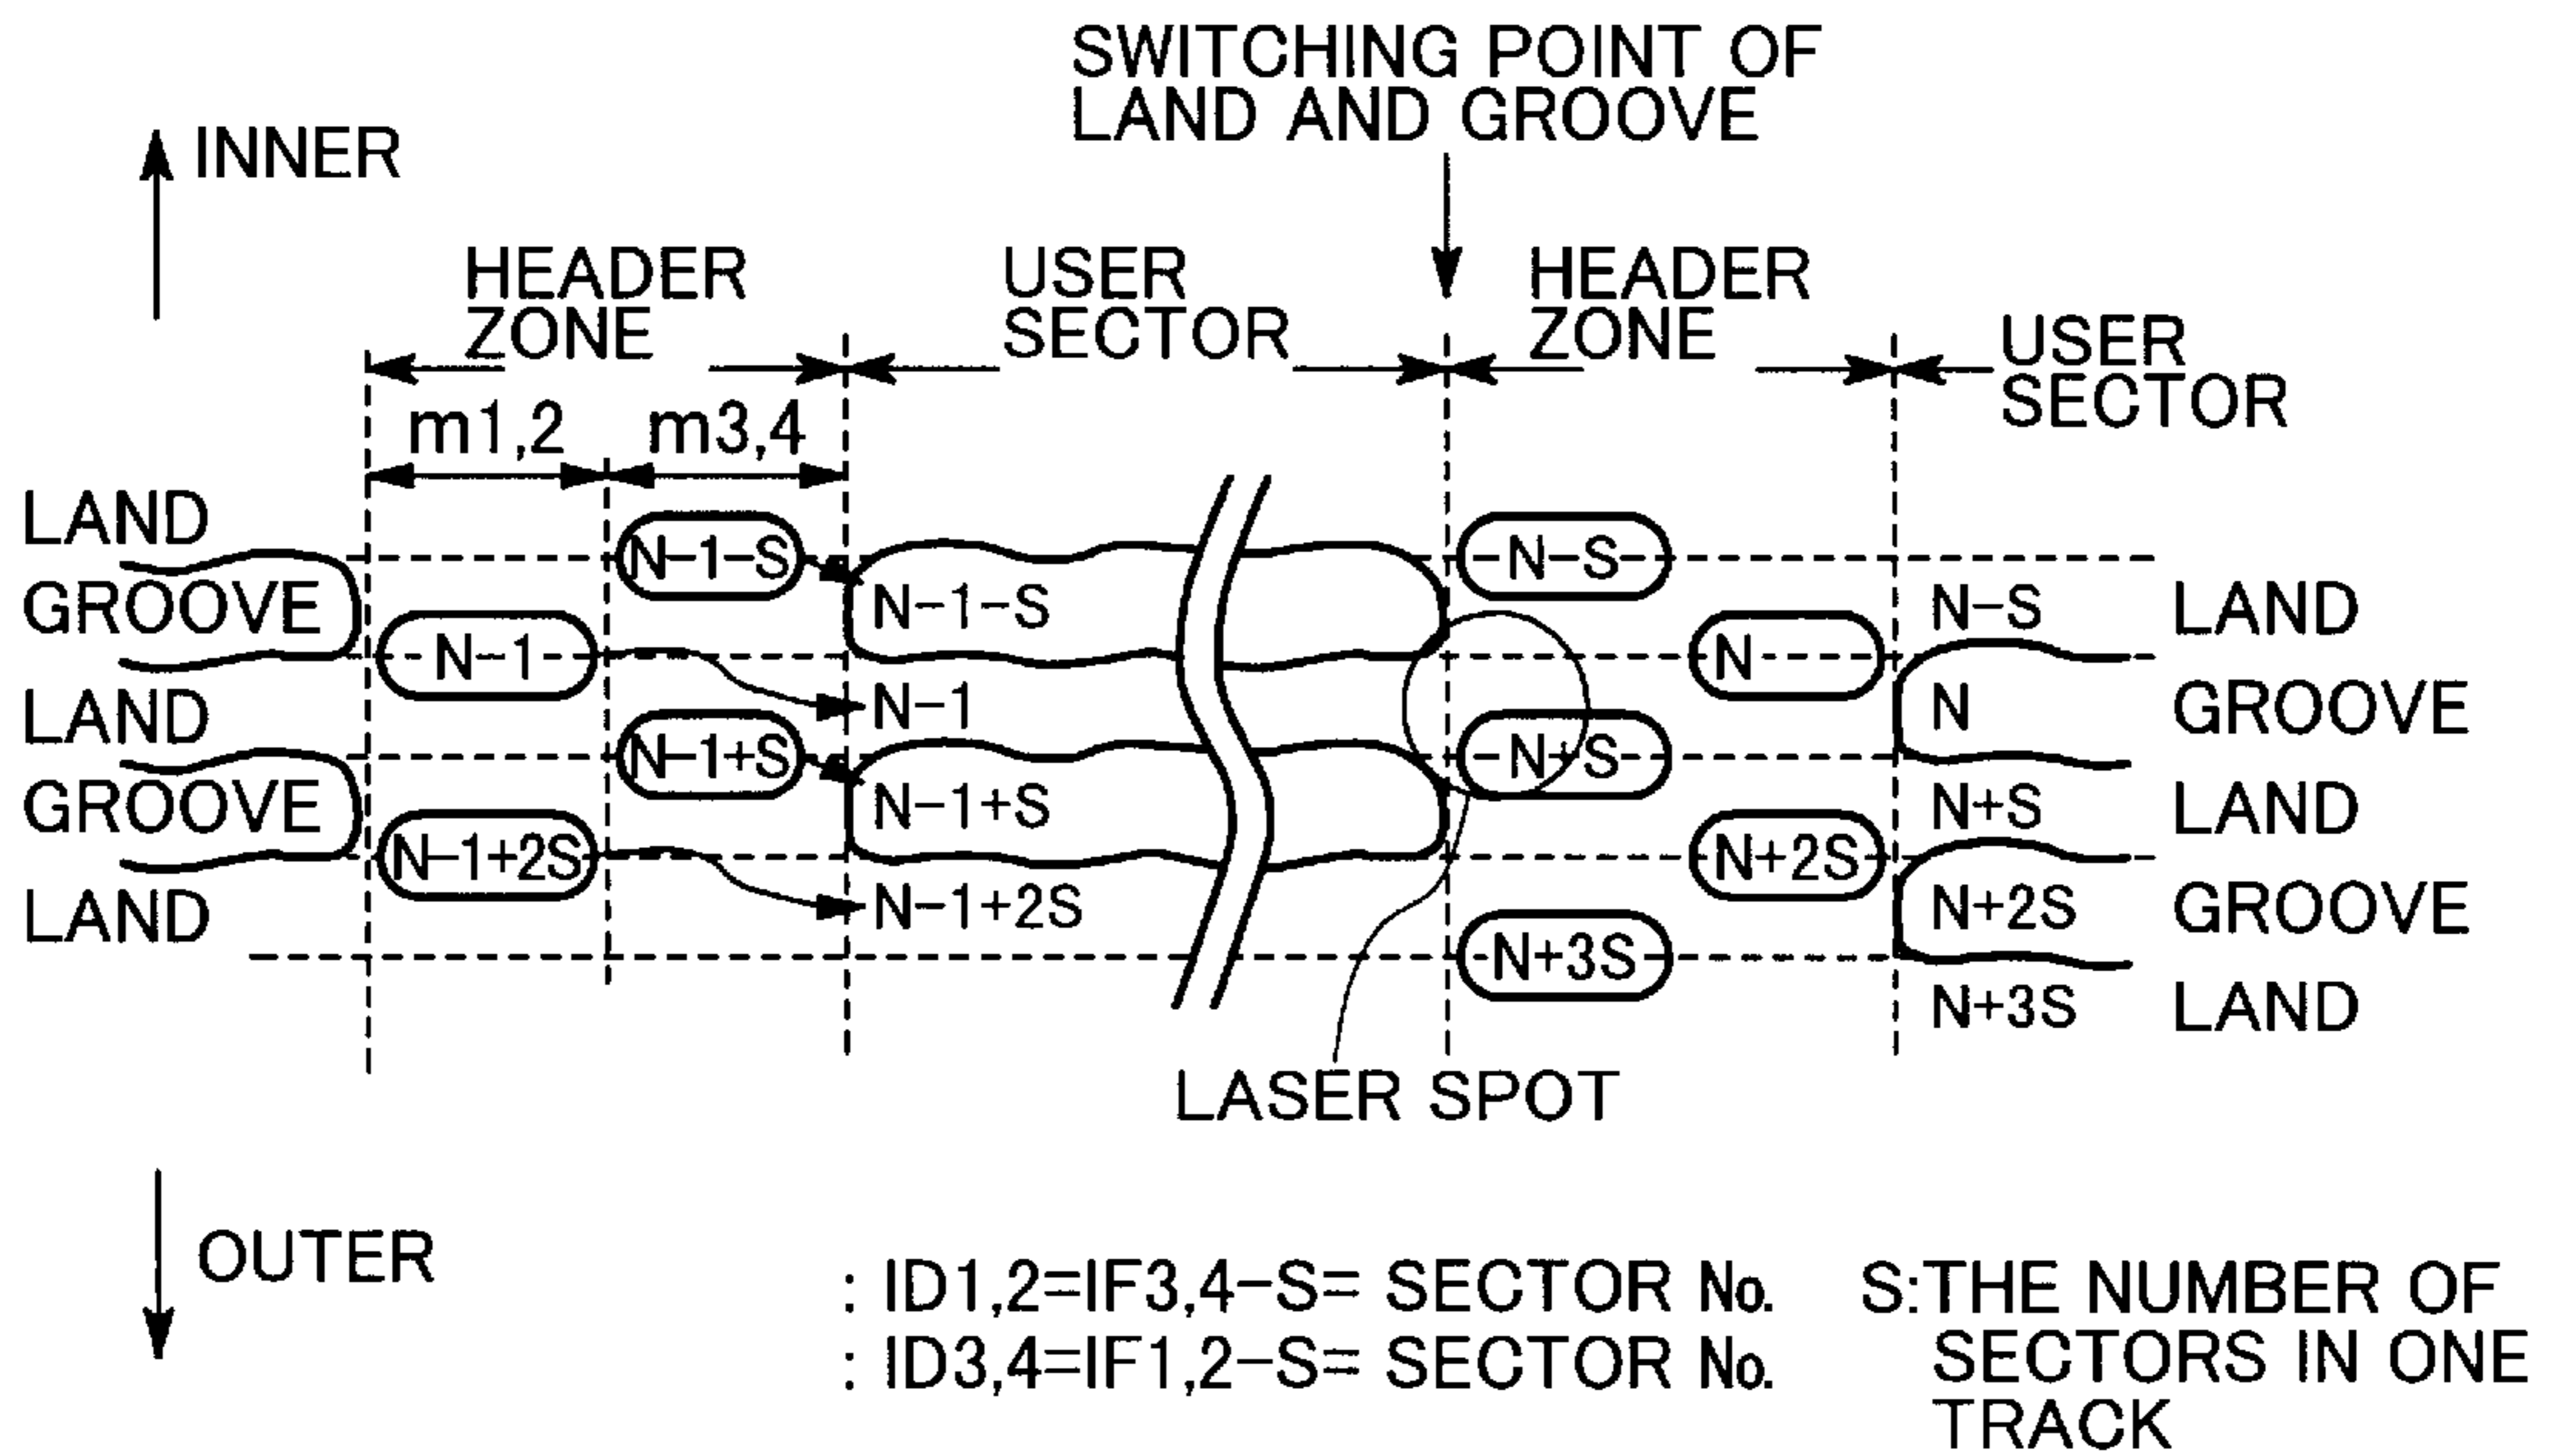 SWITCHING POINT OF
LAND AND GROOVE
INNER
HEADER
ZONE
USER
SECTOR
HEADER
ZONE
USER
SECTOR
m1,2
m3,4
LAND
GROOVE
LAND
GROOVE
LAND
N-1-S
N-1
N-1+S
N-1+2S
N-1-S
N-1
N-1+S
N-1+2S
N-S
N
N+S
N+2S
N+3S
N-S
N
N+S
N+2S
N+3S
LAND
GROOVE
LAND
GROOVE
LAND
LASER SPOT
OUTER
: ID1,2=IF3,4-S= SECTOR No.
: ID3,4=IF1,2-S= SECTOR No.
S:THE NUMBER OF
SECTORS IN ONE
TRACK